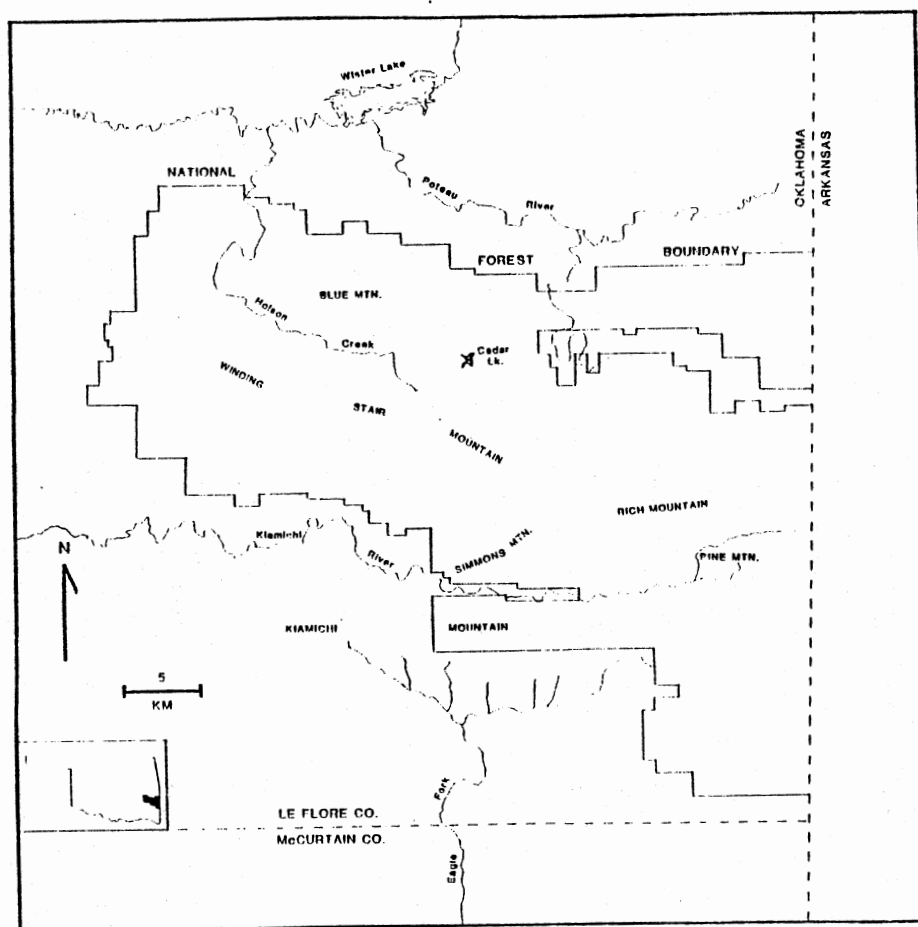 Wister Lake
OKLAHOMA
ARKANSAS
NATIONAL
Poteau
River
FOREST
BOUNDARY
BLUE MTN.
Holson
Creek
Cedar
Lk.
WINDING
STAIR
MOUNTAIN
RICH MOUNTAIN
Kiamichi
River
SIMMONS MTN.
PINE MTN.
N
KIAMICHI
MOUNTAIN
5
KM
Fork
LE FLORE CO.
McCURTAIN CO.
Eagle